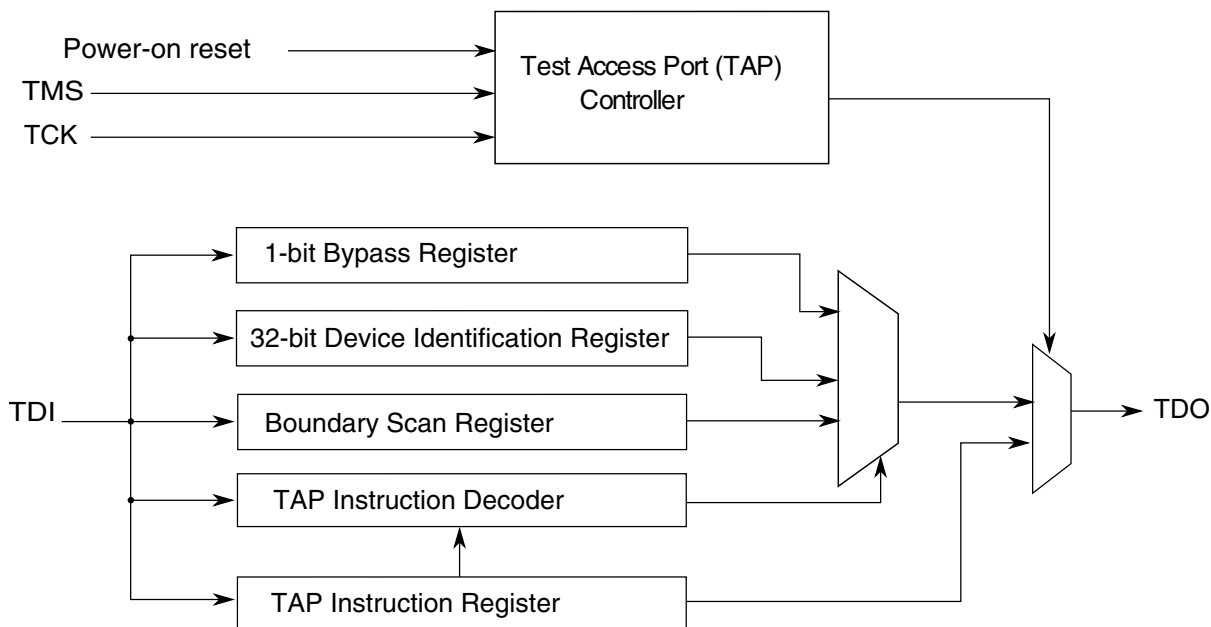 Power-on reset
TMS
TCK
Test Access Port (TAP)
Controller
1-bit Bypass Register
32-bit Device Identification Register
TDI
Boundary Scan Register
TDO
TAP Instruction Decoder
TAP Instruction Register